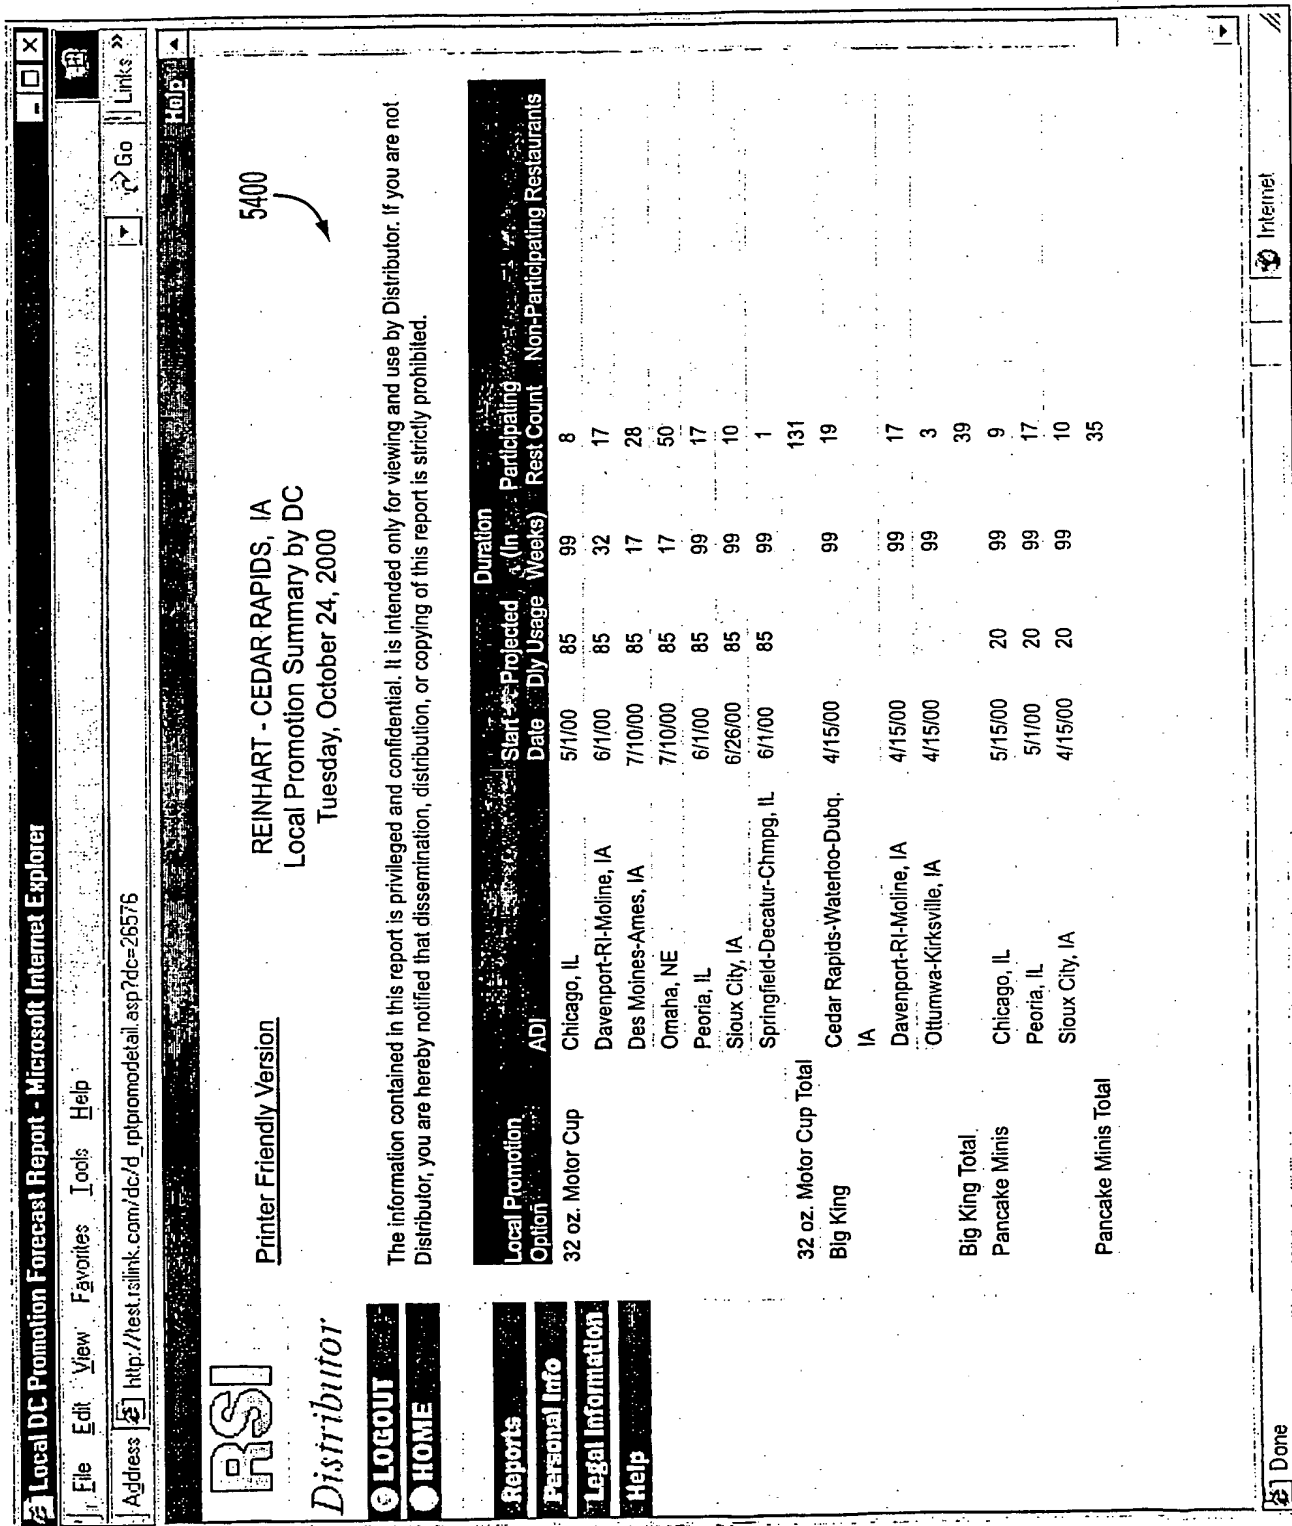 Local DC Promotion Forecast Report - Microsoft Internet Explorer
File Edit View Favorites Tools Help
Address http://test.rsilink.com/dc/d_rptpromodetail.asp?dc=26576 Go Links »
Help
RSI
Distributor
LOGOUT
HOME
Reports
Personal Info
Legal Information
Help
Printer Friendly Version
REINHART - CEDAR RAPIDS, IA
Local Promotion Summary by DC
Tuesday, October 24, 2000
5400
The information contained in this report is privileged and confidential. It is intended only for viewing and use by Distributor. If you are not
Distributor, you are hereby notified that dissemination, distribution, or copying of this report is strictly prohibited.
Duration
Local Promotion Start Projected (In Participating
Option ADI Date Dly Usage Weeks) Rest Count Non-Participating Restaurants
32 oz. Motor Cup Chicago, IL 5/1/00 85 99 8
Davenport-RI-Moline, IA 6/1/00 85 32 17
Des Moines-Ames, IA 7/10/00 85 17 28
Omaha, NE 7/10/00 85 17 50
Peoria, IL 6/1/00 85 99 17
Sioux City, IA 6/26/00 85 99 10
Springfield-Decatur-Chmpg, IL 6/1/00 85 99 1
32 oz. Motor Cup Total 131
Big King Cedar Rapids-Waterloo-Dubq. 4/15/00 99 19
IA
Davenport-RI-Moline, IA 4/15/00 99 17
Ottumwa-Kirksville, IA 4/15/00 99 3
Big King Total 39
Pancake Minis Chicago, IL 5/15/00 20 99 9
Peoria, IL 5/1/00 20 99 17
Sioux City, IA 4/15/00 20 99 10
Pancake Minis Total 35
Done Internet